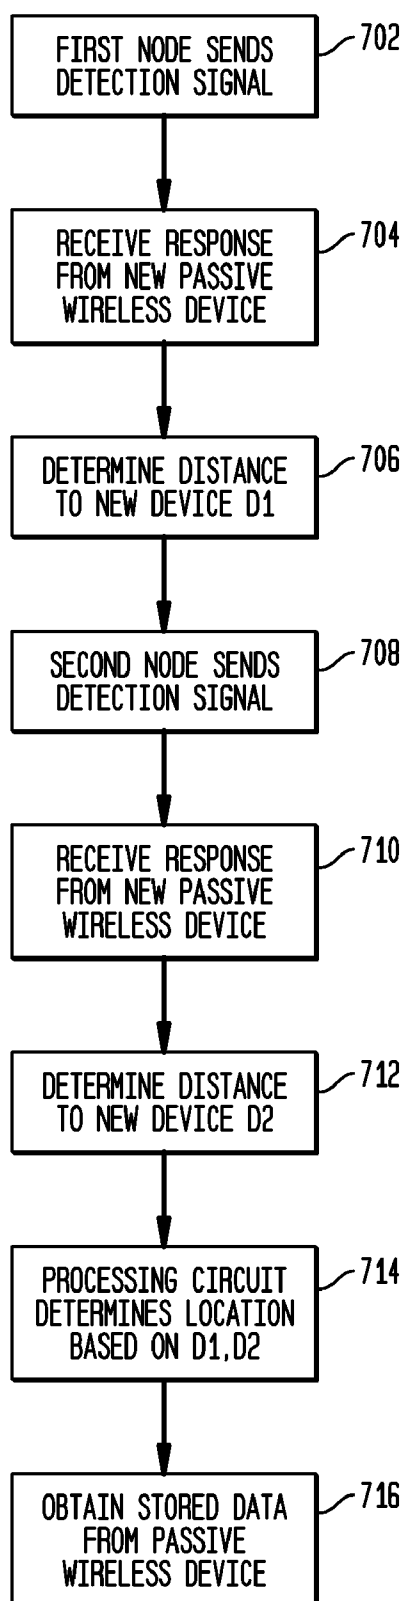 FIRST NODE SENDS
DETECTION SIGNAL
702
RECEIVE RESPONSE
FROM NEW PASSIVE
WIRELESS DEVICE
704
DETERMINE DISTANCE
TO NEW DEVICE D1
706
SECOND NODE SENDS
DETECTION SIGNAL
708
RECEIVE RESPONSE
FROM NEW PASSIVE
WIRELESS DEVICE
710
DETERMINE DISTANCE
TO NEW DEVICE D2
712
PROCESSING CIRCUIT
DETERMINES LOCATION
BASED ON D1,D2
714
OBTAIN STORED DATA
FROM PASSIVE
WIRELESS DEVICE
716